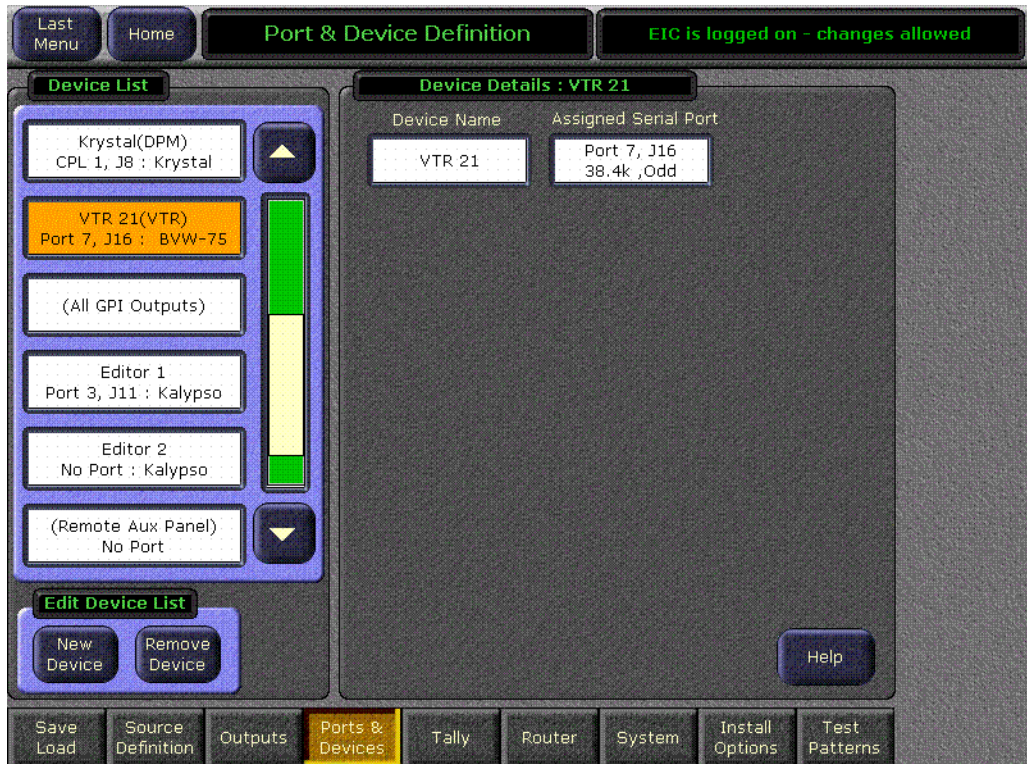 Last
Menu
Home
Port & Device Definition
EIC is logged on - changes allowed
Device List
Krystal(DPM)
CPL 1, J8 : Krystal
VTR 21(VTR)
Port 7, J16 : BVW-75
(All GPI Outputs)
Editor 1
Port 3, J11 : Kalypso
Editor 2
No Port : Kalypso
(Remote Aux Panel)
No Port
Edit Device List
New
Device
Remove
Device
Device Details : VTR 21
Device Name
Assigned Serial Port
VTR 21
Port 7, J16
38.4k ,Odd
Help
Save
Load
Source
Definition
Outputs
Ports &
Devices
Tally
Router
System
Install
Options
Test
Patterns